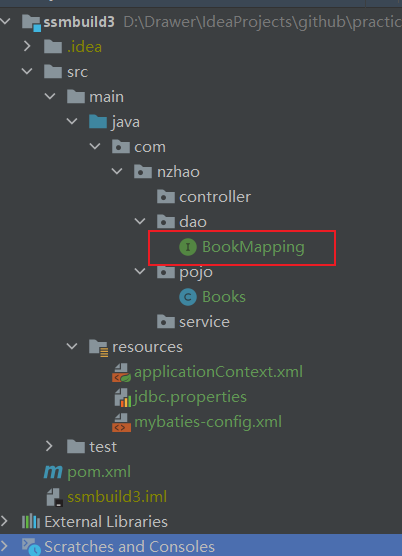 ssmbuild3 D:\Drawer\IdeaProjects\github\practic
.idea
src
main
java
com
nzhao
controller
dao
BookMapping
pojo
Books
service
resources
applicationContext.xml
jdbc.properties
mybaties-config.xml
test
pom.xml
ssmbuild3.iml
External Libraries
Scratches and Consoles